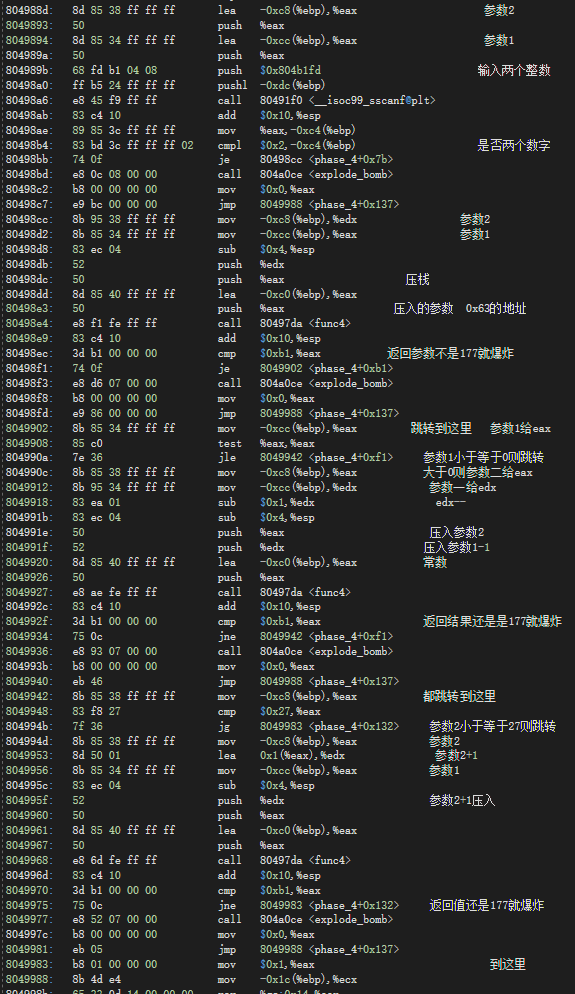 804988d: 8d 85 38 ff ff ff lea -0xc8(%ebp),%eax 参数2
8049893: 50 push %eax
8049894: 8d 85 34 ff ff ff lea -0xcc(%ebp),%eax 参数1
804989a: 50 push %eax
804989b: 68 fd b1 04 08 push $0x804b1fd 输入两个整数
80498a0: ff b5 24 ff ff ff pushl -0xdc(%ebp)
80498a6: e8 45 f9 ff ff call 80491f0 <__isoc99_sscanf@plt>
80498ab: 83 c4 10 add $0x10,%esp
80498ae: 89 85 3c ff ff ff mov %eax,-0xc4(%ebp)
80498b4: 83 bd 3c ff ff ff 02 cmpl $0x2,-0xc4(%ebp) 是否两个数字
80498bb: 74 0f je 80498cc <phase_4+0x7b>
80498bd: e8 0c 08 00 00 call 804a0ce <explode_bomb>
80498c2: b8 00 00 00 00 mov $0x0,%eax
80498c7: e9 bc 00 00 00 jmp 8049988 <phase_4+0x137>
80498cc: 8b 95 38 ff ff ff mov -0xc8(%ebp),%edx 参数2
80498d2: 8b 85 34 ff ff ff mov -0xcc(%ebp),%eax 参数1
80498d8: 83 ec 04 sub $0x4,%esp
80498db: 52 push %edx
80498dc: 50 push %eax 压栈
80498dd: 8d 85 40 ff ff ff lea -0xc0(%ebp),%eax
80498e3: 50 push %eax 压入的参数 0x63的地址
80498e4: e8 f1 fe ff ff call 80497da <func4>
80498e9: 83 c4 10 add $0x10,%esp
80498ec: 3d b1 00 00 00 cmp $0xb1,%eax 返回参数不是177就爆炸
80498f1: 74 0f je 8049902 <phase_4+0xb1>
80498f3: e8 d6 07 00 00 call 804a0ce <explode_bomb>
80498f8: b8 00 00 00 00 mov $0x0,%eax
80498fd: e9 86 00 00 00 jmp 8049988 <phase_4+0x137>
8049902: 8b 85 34 ff ff ff mov -0xcc(%ebp),%eax 跳转到这里 参数1给eax
8049908: 85 c0 test %eax,%eax
804990a: 7e 36 jle 8049942 <phase_4+0xf1> 参数1小于等于0则跳转
804990c: 8b 85 38 ff ff ff mov -0xc8(%ebp),%eax 大于0则参数二给eax
8049912: 8b 95 34 ff ff ff mov -0xcc(%ebp),%edx 参数一给edx
8049918: 83 ea 01 sub $0x1,%edx edx--
804991b: 83 ec 04 sub $0x4,%esp
804991e: 50 push %eax 压入参数2
804991f: 52 push %edx 压入参数1-1
8049920: 8d 85 40 ff ff ff lea -0xc0(%ebp),%eax 常数
8049926: 50 push %eax
8049927: e8 ae fe ff ff call 80497da <func4>
804992c: 83 c4 10 add $0x10,%esp
804992f: 3d b1 00 00 00 cmp $0xb1,%eax 返回结果还是是177就爆炸
8049934: 75 0c jne 8049942 <phase_4+0xf1>
8049936: e8 93 07 00 00 call 804a0ce <explode_bomb>
804993b: b8 00 00 00 00 mov $0x0,%eax
8049940: eb 46 jmp 8049988 <phase_4+0x137>
8049942: 8b 85 38 ff ff ff mov -0xc8(%ebp),%eax 都跳转到这里
8049948: 83 f8 27 cmp $0x27,%eax
804994b: 7f 36 jg 8049983 <phase_4+0x132> 参数2小于等于27则跳转
804994d: 8b 85 38 ff ff ff mov -0xc8(%ebp),%eax 参数2
8049953: 8d 50 01 lea 0x1(%eax),%edx 参数2+1
8049956: 8b 85 34 ff ff ff mov -0xcc(%ebp),%eax 参数1
804995c: 83 ec 04 sub $0x4,%esp
804995f: 52 push %edx 参数2+1压入
8049960: 50 push %eax
8049961: 8d 85 40 ff ff ff lea -0xc0(%ebp),%eax
8049967: 50 push %eax
8049968: e8 6d fe ff ff call 80497da <func4>
804996d: 83 c4 10 add $0x10,%esp
8049970: 3d b1 00 00 00 cmp $0xb1,%eax
8049975: 75 0c jne 8049983 <phase_4+0x132> 返回值还是177就爆炸
8049977: e8 52 07 00 00 call 804a0ce <explode_bomb>
804997c: b8 00 00 00 00 mov $0x0,%eax
8049981: eb 05 jmp 8049988 <phase_4+0x137>
8049983: b8 01 00 00 00 mov $0x1,%eax 到这里
8049988: 8b 4d e4 mov -0x1c(%ebp),%ecx